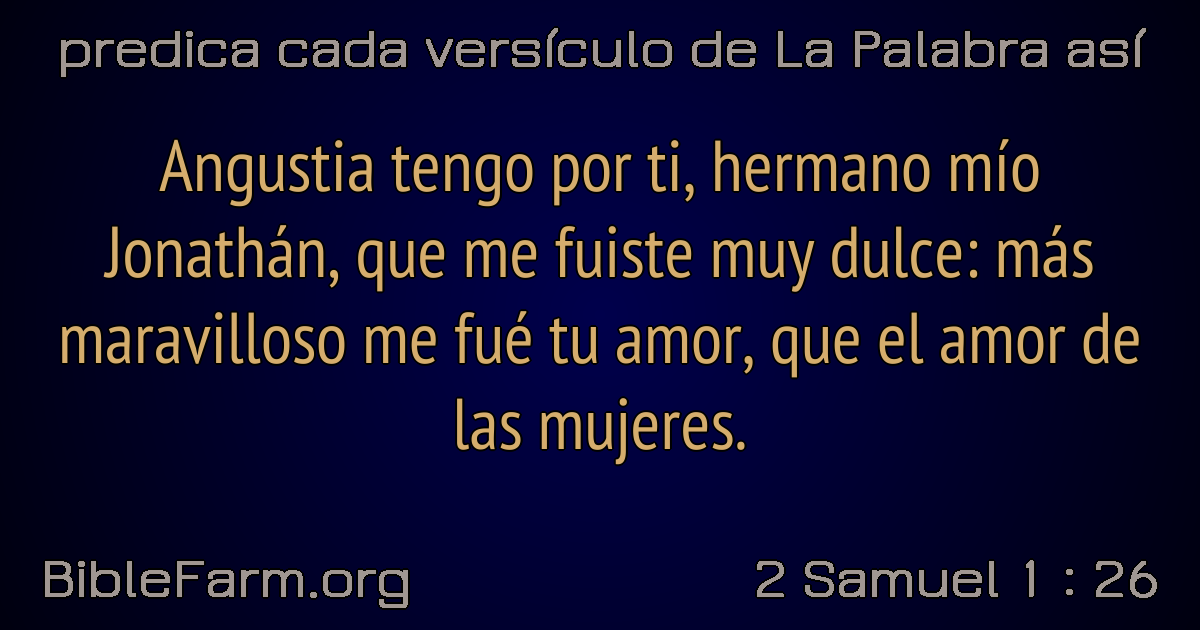 predica cada versículo de La Palabra así
Angustia tengo por ti, hermano mío
Jonathán, que me fuiste muy dulce: más
maravilloso me fué tu amor, que el amor de
las mujeres.
BibleFarm.org
2 Samuel 1 : 26